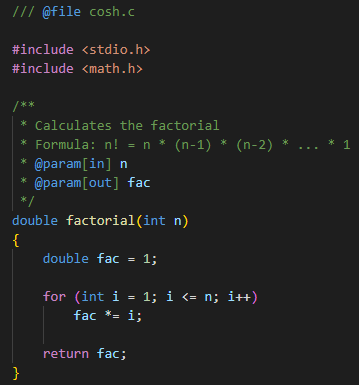 /// @file cosh.c
#include <stdio.h>
#include <math.h>
/**
 * Calculates the factorial
 * Formula: n! = n * (n-1) * (n-2) * ... * 1
 * @param[in] n
 * @param[out] fac
 */
double factorial(int n)
{
    double fac = 1;
    for (int i = 1; i <= n; i++)
        fac *= i;
    return fac;
}